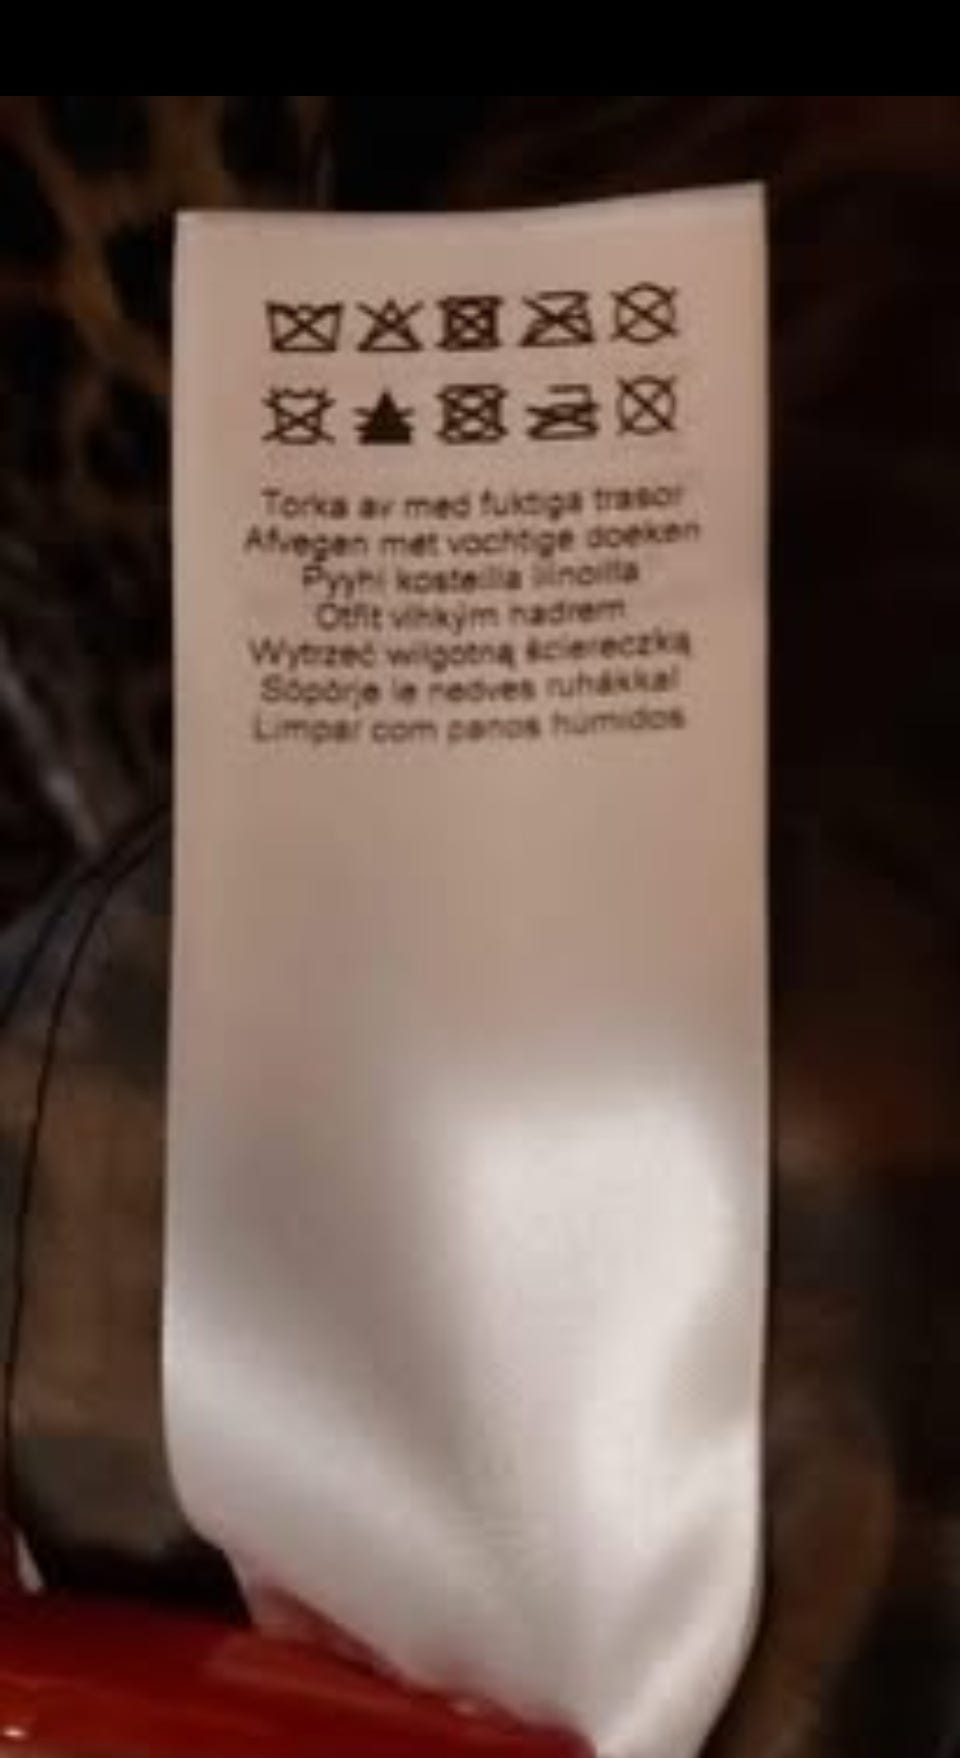 Torka av med fuktiga trasor
Afvegen met vochtige doeken
Pyyhi kosteilla liinoilla
Otřít vlhkým hadrem
Wytrzeć wilgotną ściereczką
Söpörje le nedves ruhákkal
Limpar com panos húmidos